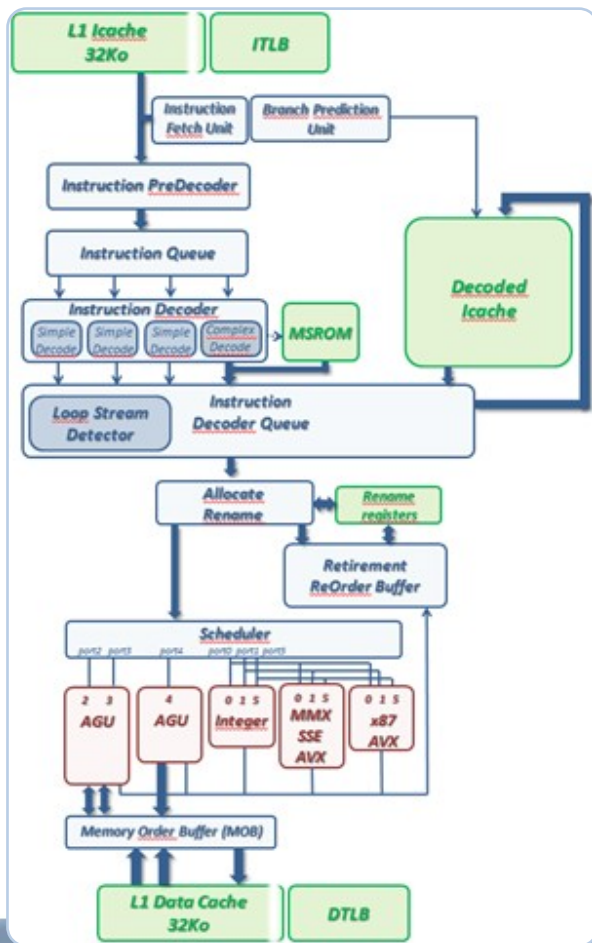 L1 Icache
32Ko
ITLB
Instruction
Fetch Unit
Branch Prediction
Unit
Instruction PreDecoder
Instruction Queue
Decoded
Icache
Instruction Decoder
Simple
Decode
Simple
Decode
Simple
Decode
Complex
Decode
MSROM
Loop Stream
Detector
Instruction
Decoder Queue
Allocate
Rename
Rename
registers
Retirement
ReOrder Buffer
Scheduler
port2 port3 port4 port0 port1 port5
2 3
AGU
4
AGU
0 1 5
Integer
0 1 5
MMX
SSE
AVX
0 1 5
x87
AVX
Memory Order Buffer (MOB)
L1 Data Cache
32Ko
DTLB